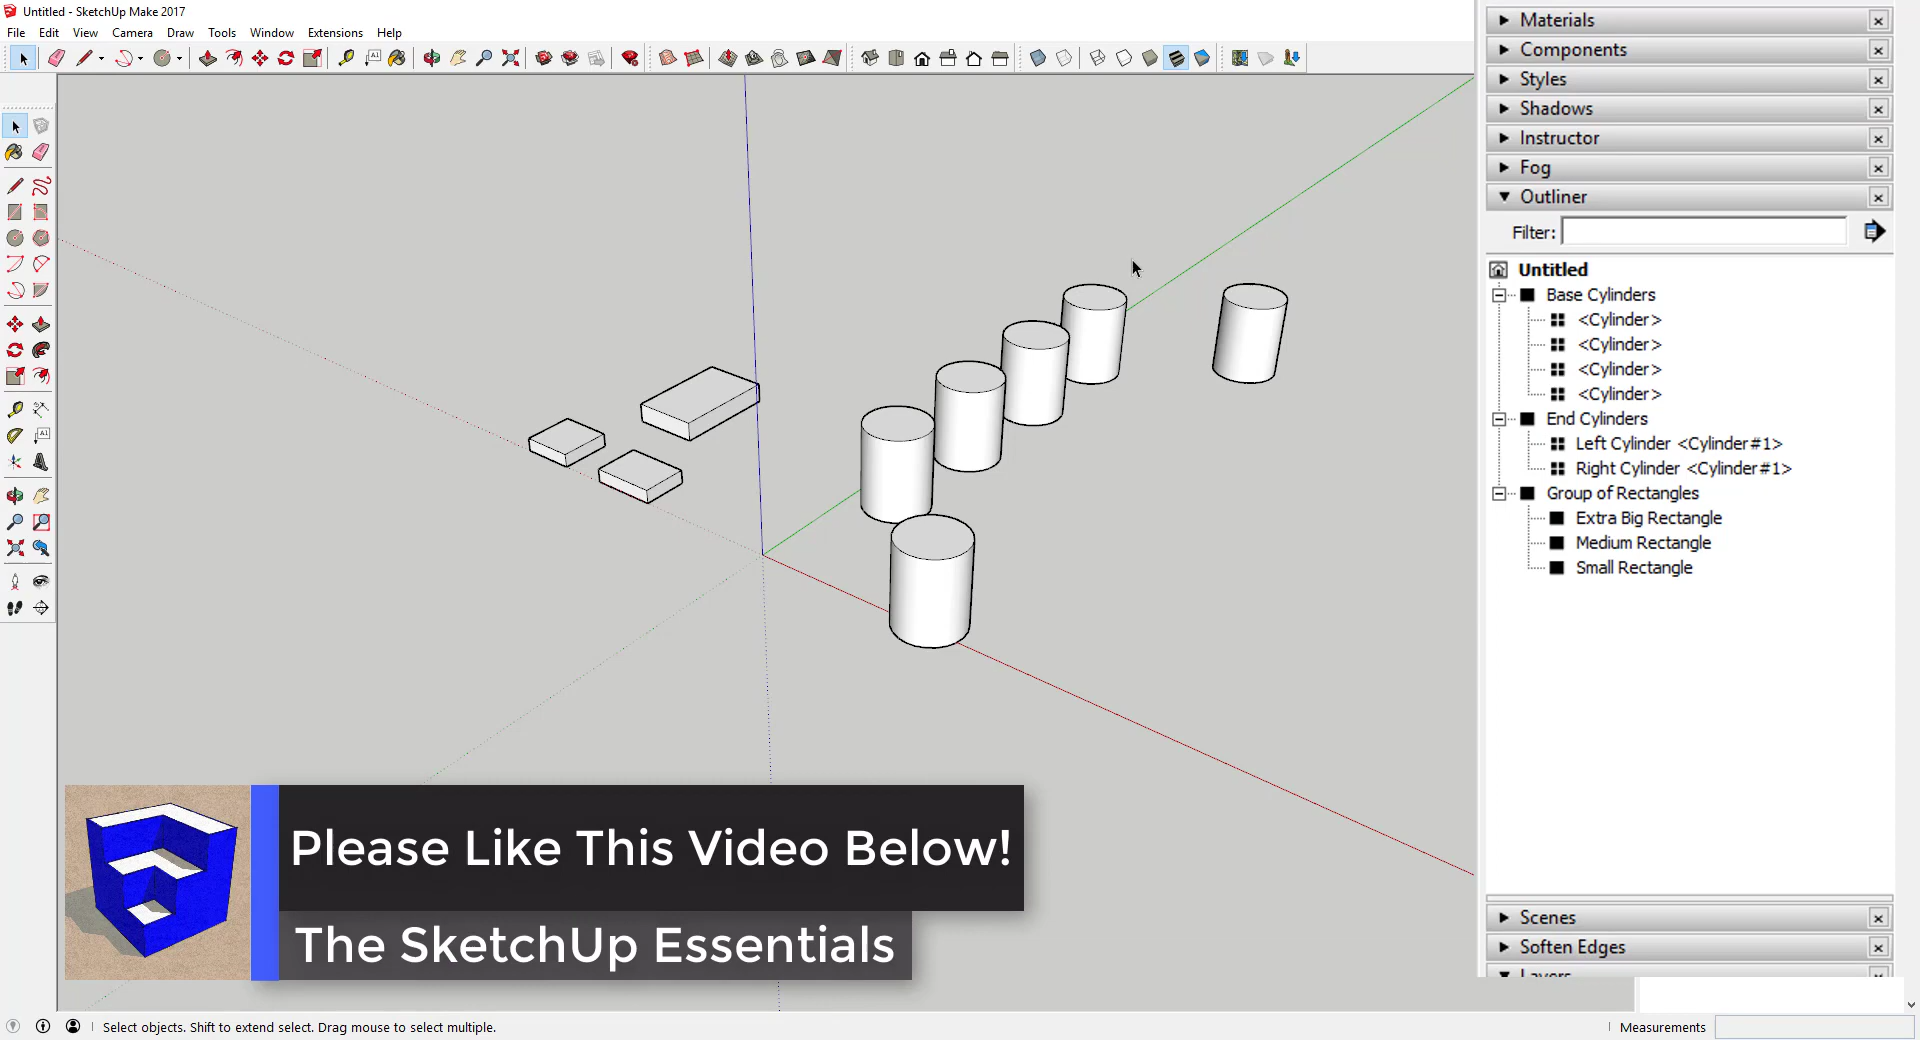 Untitled - SketchUp Make 2017
File Edit View Camera Draw Tools Window Extensions Help
Materials
Components
Styles
Shadows
Instructor
Fog
Outliner
Filter:
Untitled
Base Cylinders
<Cylinder>
<Cylinder>
<Cylinder>
<Cylinder>
End Cylinders
Left Cylinder <Cylinder#1>
Right Cylinder <Cylinder#1>
Group of Rectangles
Extra Big Rectangle
Medium Rectangle
Small Rectangle
Please Like This Video Below!
The SketchUp Essentials
Scenes
Soften Edges
Layers
Select objects. Shift to extend select. Drag mouse to select multiple.
Measurements